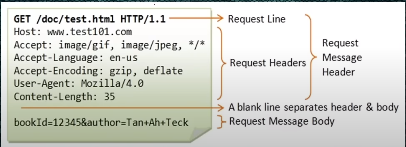 GET /doc/test.html HTTP/1.1
Request Line
Host: www.test101.com
Accept: image/gif, image/jpeg, */*
Accept-Language: en-us
Accept-Encoding: gzip, deflate
User-Agent: Mozilla/4.0
Content-Length: 35
Request Headers
Request
Message
Header
A blank line separates header & body
bookId=12345&author=Tan+Ah+Teck
Request Message Body